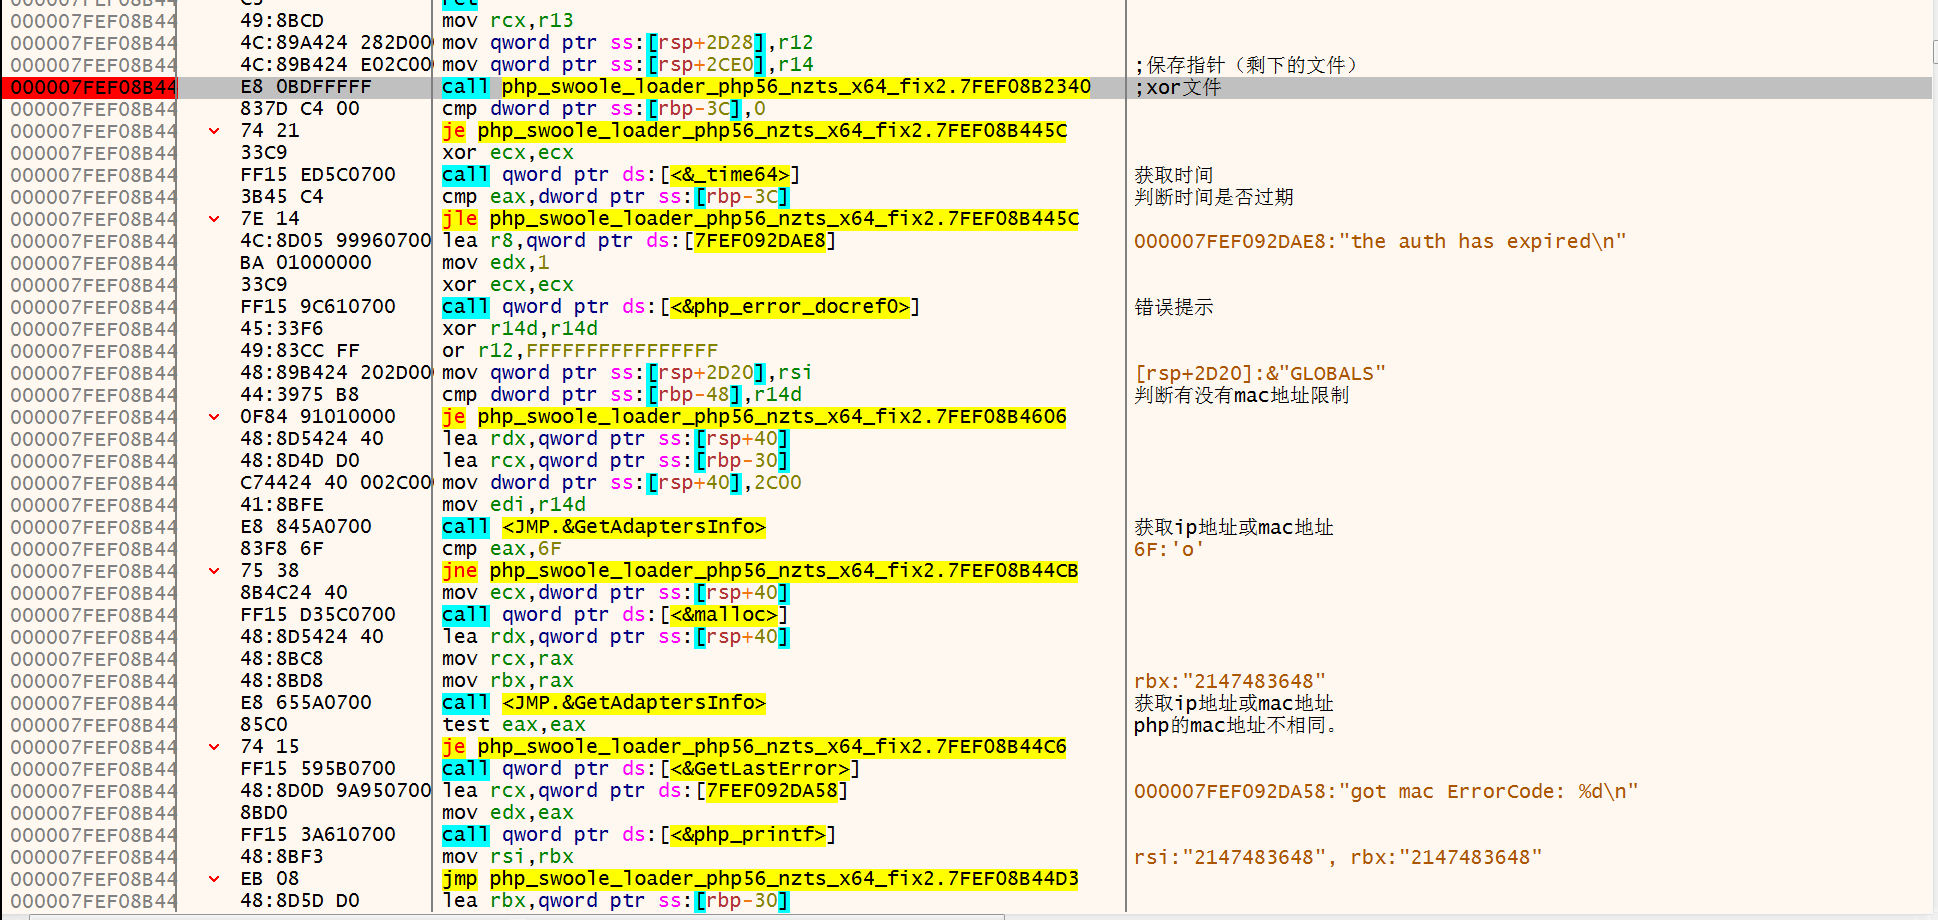 000007FEF08B44 C3 ret
000007FEF08B44 49:8BCD mov rcx,r13
000007FEF08B44 4C:89A424 282D00 mov qword ptr ss:[rsp+2D28],r12
000007FEF08B44 4C:89B424 E02C00 mov qword ptr ss:[rsp+2CE0],r14 ;保存指针（剩下的文件）
000007FEF08B44 E8 0BDFFFFF call php_swoole_loader_php56_nzts_x64_fix2.7FEF08B2340 ;xor文件
000007FEF08B44 837D C4 00 cmp dword ptr ss:[rbp-3C],0
000007FEF08B44 74 21 je php_swoole_loader_php56_nzts_x64_fix2.7FEF08B445C
000007FEF08B44 33C9 xor ecx,ecx
000007FEF08B44 FF15 ED5C0700 call qword ptr ds:[<&_time64>] 获取时间
000007FEF08B44 3B45 C4 cmp eax,dword ptr ss:[rbp-3C] 判断时间是否过期
000007FEF08B44 7E 14 jle php_swoole_loader_php56_nzts_x64_fix2.7FEF08B445C
000007FEF08B44 4C:8D05 99960700 lea r8,qword ptr ds:[7FEF092DAE8] 000007FEF092DAE8:"the auth has expired\n"
000007FEF08B44 BA 01000000 mov edx,1
000007FEF08B44 33C9 xor ecx,ecx
000007FEF08B44 FF15 9C610700 call qword ptr ds:[<&php_error_docref0>] 错误提示
000007FEF08B44 45:33F6 xor r14d,r14d
000007FEF08B44 49:83CC FF or r12,FFFFFFFFFFFFFFFF
000007FEF08B44 48:89B424 202D00 mov qword ptr ss:[rsp+2D20],rsi [rsp+2D20]:&"GLOBALS"
000007FEF08B44 44:3975 B8 cmp dword ptr ss:[rbp-48],r14d 判断有没有mac地址限制
000007FEF08B44 0F84 91010000 je php_swoole_loader_php56_nzts_x64_fix2.7FEF08B4606
000007FEF08B44 48:8D5424 40 lea rdx,qword ptr ss:[rsp+40]
000007FEF08B44 48:8D4D D0 lea rcx,qword ptr ss:[rbp-30]
000007FEF08B44 C74424 40 002C00 mov dword ptr ss:[rsp+40],2C00
000007FEF08B44 41:8BFE mov edi,r14d
000007FEF08B44 E8 845A0700 call <JMP.&GetAdaptersInfo> 获取ip地址或mac地址
000007FEF08B44 83F8 6F cmp eax,6F 6F:'o'
000007FEF08B44 75 38 jne php_swoole_loader_php56_nzts_x64_fix2.7FEF08B44CB
000007FEF08B44 8B4C24 40 mov ecx,dword ptr ss:[rsp+40]
000007FEF08B44 FF15 D35C0700 call qword ptr ds:[<&malloc>]
000007FEF08B44 48:8D5424 40 lea rdx,qword ptr ss:[rsp+40]
000007FEF08B44 48:8BC8 mov rcx,rax
000007FEF08B44 48:8BD8 mov rbx,rax rbx:"2147483648"
000007FEF08B44 E8 655A0700 call <JMP.&GetAdaptersInfo> 获取ip地址或mac地址
000007FEF08B44 85C0 test eax,eax php的mac地址不相同。
000007FEF08B44 74 15 je php_swoole_loader_php56_nzts_x64_fix2.7FEF08B44C6
000007FEF08B44 FF15 595B0700 call qword ptr ds:[<&GetLastError>]
000007FEF08B44 48:8D0D 9A950700 lea rcx,qword ptr ds:[7FEF092DA58] 000007FEF092DA58:"got mac ErrorCode: %d\n"
000007FEF08B44 8BD0 mov edx,eax
000007FEF08B44 FF15 3A610700 call qword ptr ds:[<&php_printf>]
000007FEF08B44 48:8BF3 mov rsi,rbx rsi:"2147483648", rbx:"2147483648"
000007FEF08B44 EB 08 jmp php_swoole_loader_php56_nzts_x64_fix2.7FEF08B44D3
000007FEF08B44 48:8D5D D0 lea rbx,qword ptr ss:[rbp-30]